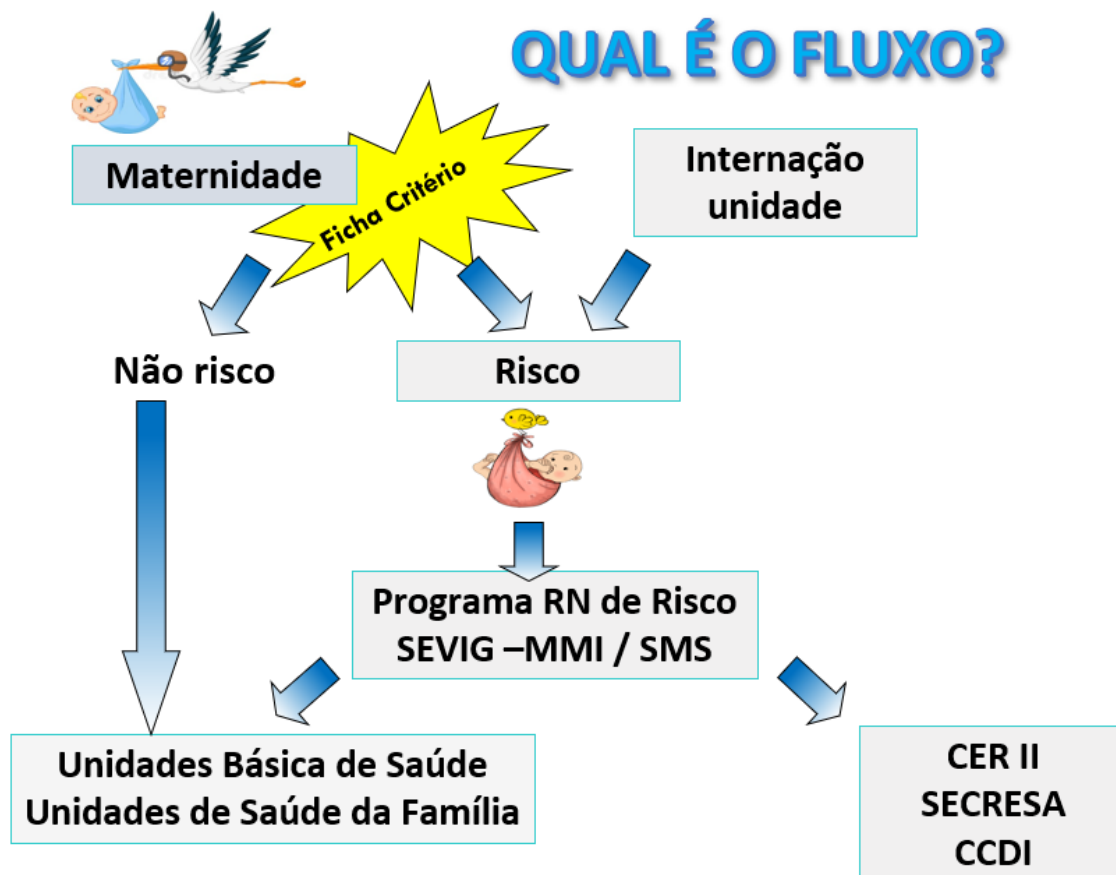 QUAL É O FLUXO?
Maternidade
Ficha Critério
Internação
unidade
Não risco
Risco
Programa RN de Risco
SEVIG –MMI / SMS
Unidades Básica de Saúde
Unidades de Saúde da Família
CER II
SECRESA
CCDI